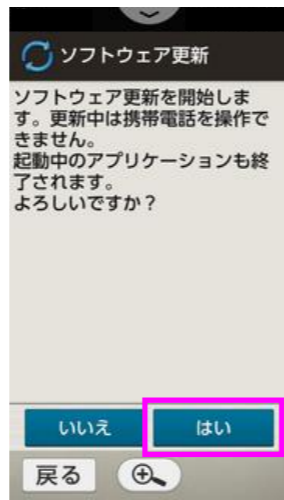 ソフトウェア更新
ソフトウェア更新を開始しま
す。更新中は携帯電話を操作で
きません。
起動中のアプリケーションも終
了されます。
よろしいですか？
いいえ
はい
戻る